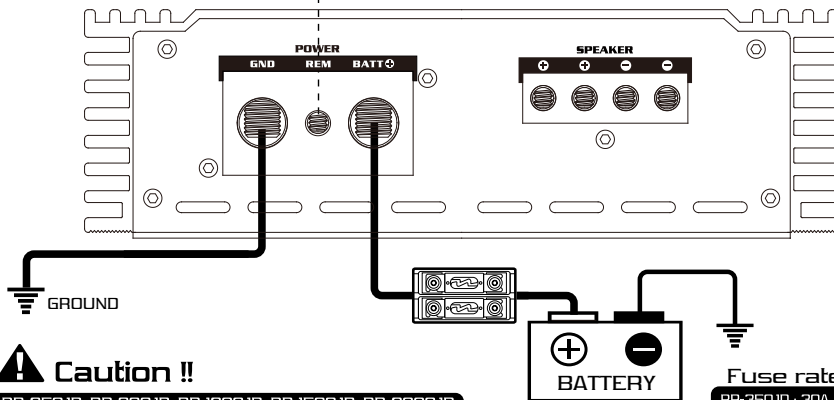 POWER
GND REM BATT+
SPEAKER
+ + − −
GROUND
+ −
BATTERY
Caution !!
Fuse rate